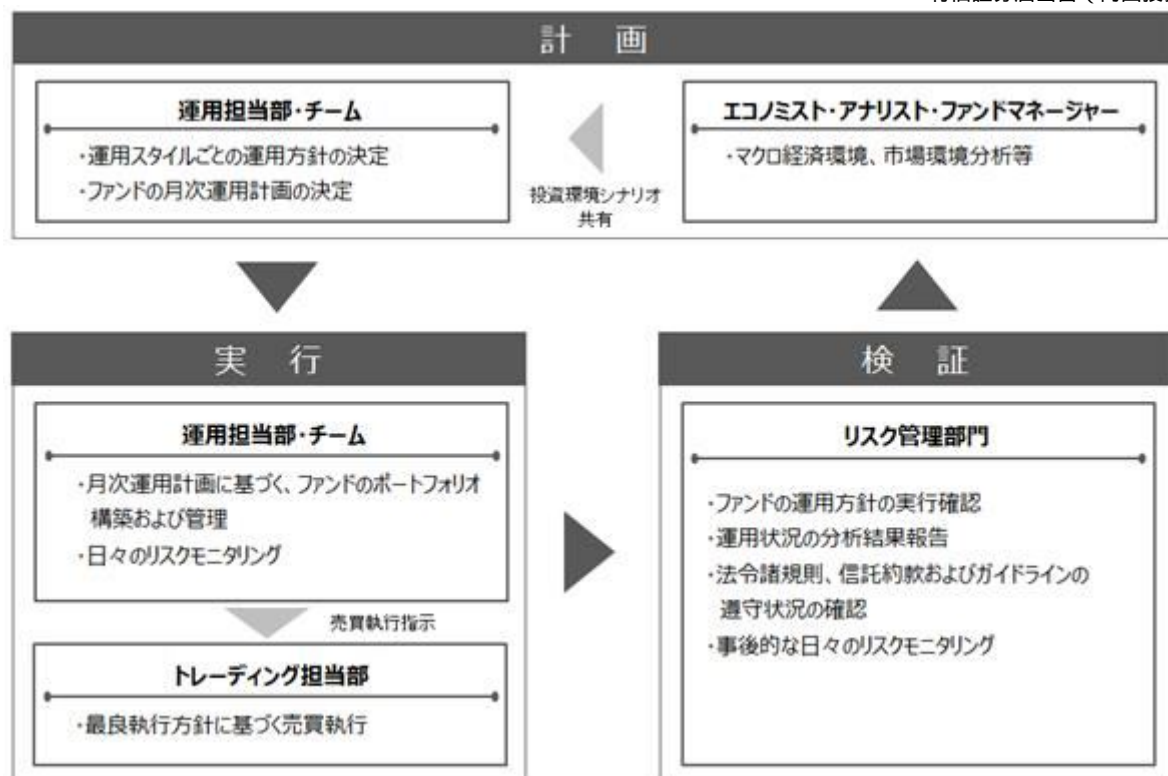 計 画
運用担当部・チーム
・運用スタイルごとの運用方針の決定
・ファンドの月次運用計画の決定
投資環境シナリオ
共有
エコノミスト・アナリスト・ファンドマネージャー
・マクロ経済環境、市場環境分析等
実 行
運用担当部・チーム
・月次運用計画に基づく、ファンドのポートフォリオ
構築および管理
・日々のリスクモニタリング
売買執行指示
トレーディング担当部
・最良執行方針に基づく売買執行
検 証
リスク管理部門
・ファンドの運用方針の実行確認
・運用状況の分析結果報告
・法令諸規則、信託約款およびガイドラインの
遵守状況の確認
・事後的な日々のリスクモニタリング